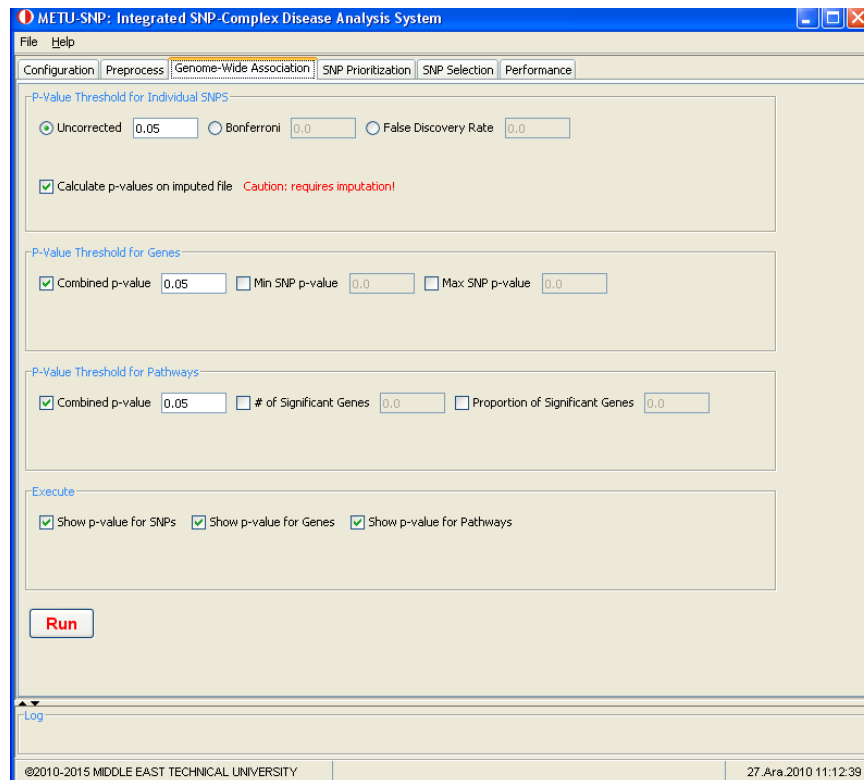 METU-SNP: Integrated SNP-Complex Disease Analysis System
File Help
Configuration Preprocess Genome-Wide Association SNP Prioritization SNP Selection Performance
P-Value Threshold for Individual SNPS
Uncorrected 0.05 Bonferroni 0.0 False Discovery Rate 0.0
Calculate p-values on imputed file Caution: requires imputation!
P-Value Threshold for Genes
Combined p-value 0.05 Min SNP p-value 0.0 Max SNP p-value 0.0
P-Value Threshold for Pathways
Combined p-value 0.05 # of Significant Genes 0.0 Proportion of Significant Genes 0.0
Execute
Show p-value for SNPs Show p-value for Genes Show p-value for Pathways
Run
Log
©2010-2015 MIDDLE EAST TECHNICAL UNIVERSITY 27.Ara.2010 11:12:39